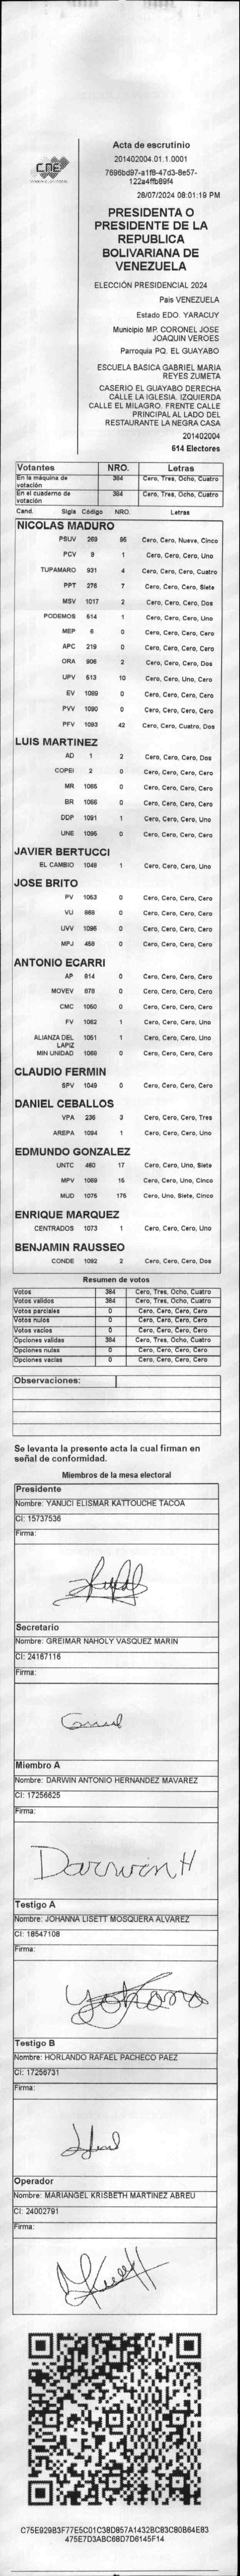 Acta de escrutinio
201402004.01.1.0001
7696bd97-a1f8-47d3-8e57-
122a4ffb89f4
28/07/2024 08:01:19 PM
PRESIDENTA O
PRESIDENTE DE LA
REPUBLICA
BOLIVARIANA DE
VENEZUELA
ELECCIÓN PRESIDENCIAL 2024
País VENEZUELA
Estado EDO. YARACUY
Municipio MP. CORONEL JOSE
JOAQUIN VEROES
Parroquia PQ. EL GUAYABO
ESCUELA BASICA GABRIEL MARIA
REYES ZUMETA
CASERIO EL GUAYABO DERECHA
CALLE LA IGLESIA. IZQUIERDA
CALLE EL MILAGRO. FRENTE CALLE
PRINCIPAL AL LADO DEL
RESTAURANTE LA NEGRA CASA
201402004
614 Electores
CNE
Votantes NRO. Letras
En la máquina de votación 384 Cero, Tres, Ocho, Cuatro
En el cuaderno de votación 384 Cero, Tres, Ocho, Cuatro
Cand. Sigla Código NRO. Letras
NICOLAS MADURO
PSUV 269 95 Cero, Cero, Nueve, Cinco
PCV 9 1 Cero, Cero, Cero, Uno
TUPAMARO 931 4 Cero, Cero, Cero, Cuatro
PPT 276 7 Cero, Cero, Cero, Siete
MSV 1017 2 Cero, Cero, Cero, Dos
PODEMOS 514 1 Cero, Cero, Cero, Uno
MEP 6 0 Cero, Cero, Cero, Cero
APC 219 0 Cero, Cero, Cero, Cero
ORA 906 2 Cero, Cero, Cero, Dos
UPV 513 10 Cero, Cero, Uno, Cero
EV 1089 0 Cero, Cero, Cero, Cero
PVV 1090 0 Cero, Cero, Cero, Cero
PFV 1093 42 Cero, Cero, Cuatro, Dos
LUIS MARTINEZ
AD 1 2 Cero, Cero, Cero, Dos
COPEI 2 0 Cero, Cero, Cero, Cero
MR 1065 0 Cero, Cero, Cero, Cero
BR 1066 0 Cero, Cero, Cero, Cero
DDP 1091 1 Cero, Cero, Cero, Uno
UNE 1095 0 Cero, Cero, Cero, Cero
JAVIER BERTUCCI
EL CAMBIO 1048 1 Cero, Cero, Cero, Uno
JOSE BRITO
PV 1053 0 Cero, Cero, Cero, Cero
VU 868 0 Cero, Cero, Cero, Cero
UVV 1096 0 Cero, Cero, Cero, Cero
MPJ 458 0 Cero, Cero, Cero, Cero
ANTONIO ECARRI
AP 914 0 Cero, Cero, Cero, Cero
MOVEV 878 0 Cero, Cero, Cero, Cero
CMC 1050 0 Cero, Cero, Cero, Cero
FV 1062 1 Cero, Cero, Cero, Uno
ALIANZA DEL LAPIZ 1051 1 Cero, Cero, Cero, Uno
MIN UNIDAD 1068 0 Cero, Cero, Cero, Cero
CLAUDIO FERMIN
SPV 1049 0 Cero, Cero, Cero, Cero
DANIEL CEBALLOS
VPA 236 3 Cero, Cero, Cero, Tres
AREPA 1094 1 Cero, Cero, Cero, Uno
EDMUNDO GONZALEZ
UNTC 460 17 Cero, Cero, Uno, Siete
MPV 1069 15 Cero, Cero, Uno, Cinco
MUD 1075 175 Cero, Uno, Siete, Cinco
ENRIQUE MARQUEZ
CENTRADOS 1073 1 Cero, Cero, Cero, Uno
BENJAMIN RAUSSEO
CONDE 1092 2 Cero, Cero, Cero, Dos
Resumen de votos
Votos 384 Cero, Tres, Ocho, Cuatro
Votos validos 384 Cero, Tres, Ocho, Cuatro
Votos parciales 0 Cero, Cero, Cero, Cero
Votos nulos 0 Cero, Cero, Cero, Cero
Votos vacios 0 Cero, Cero, Cero, Cero
Opciones validas 384 Cero, Tres, Ocho, Cuatro
Opciones nulas 0 Cero, Cero, Cero, Cero
Opciones vacias 0 Cero, Cero, Cero, Cero
Observaciones:
Se levanta la presente acta la cual firman en
señal de conformidad.
Miembros de la mesa electoral
Presidente
Nombre: YANUCI ELISMAR KATTOUCHE TACOA
CI: 15737536
Firma:
Secretario
Nombre: GREIMAR NAHOLY VASQUEZ MARIN
CI: 24167116
Firma:
Miembro A
Nombre: DARWIN ANTONIO HERNANDEZ MAVAREZ
CI: 17256625
Firma:
Darwin H
Testigo A
Nombre: JOHANNA LISETT MOSQUERA ALVAREZ
CI: 18547108
Firma:
Testigo B
Nombre: HORLANDO RAFAEL PACHECO PAEZ
CI: 17256731
Firma:
Operador
Nombre: MARIANGEL KRISBETH MARTINEZ ABREU
CI: 24002791
Firma:
C75E929B3F77E5C01C38D857A1432BC83C80B64E83
475E7D3ABC68D7D6145F14